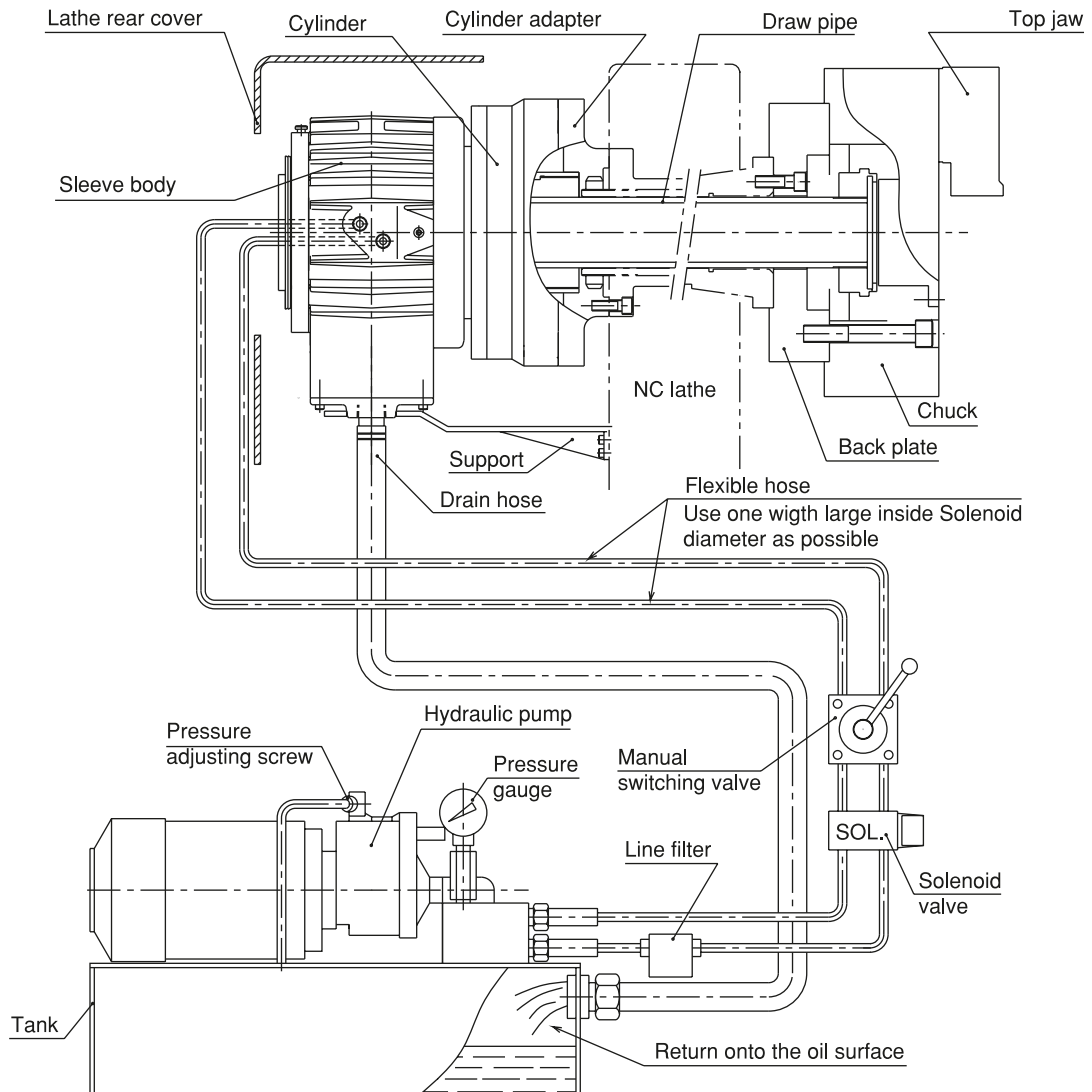 Lathe rear cover
Cylinder
Cylinder adapter
Draw pipe
Top jaw
Sleeve body
NC lathe
Chuck
Back plate
Support
Drain hose
Flexible hose
Use one wigth large inside Solenoid
diameter as possible
Hydraulic pump
Pressure
adjusting screw
Pressure
gauge
Manual
switching valve
SOL.
Line filter
Solenoid
valve
Tank
Return onto the oil surface